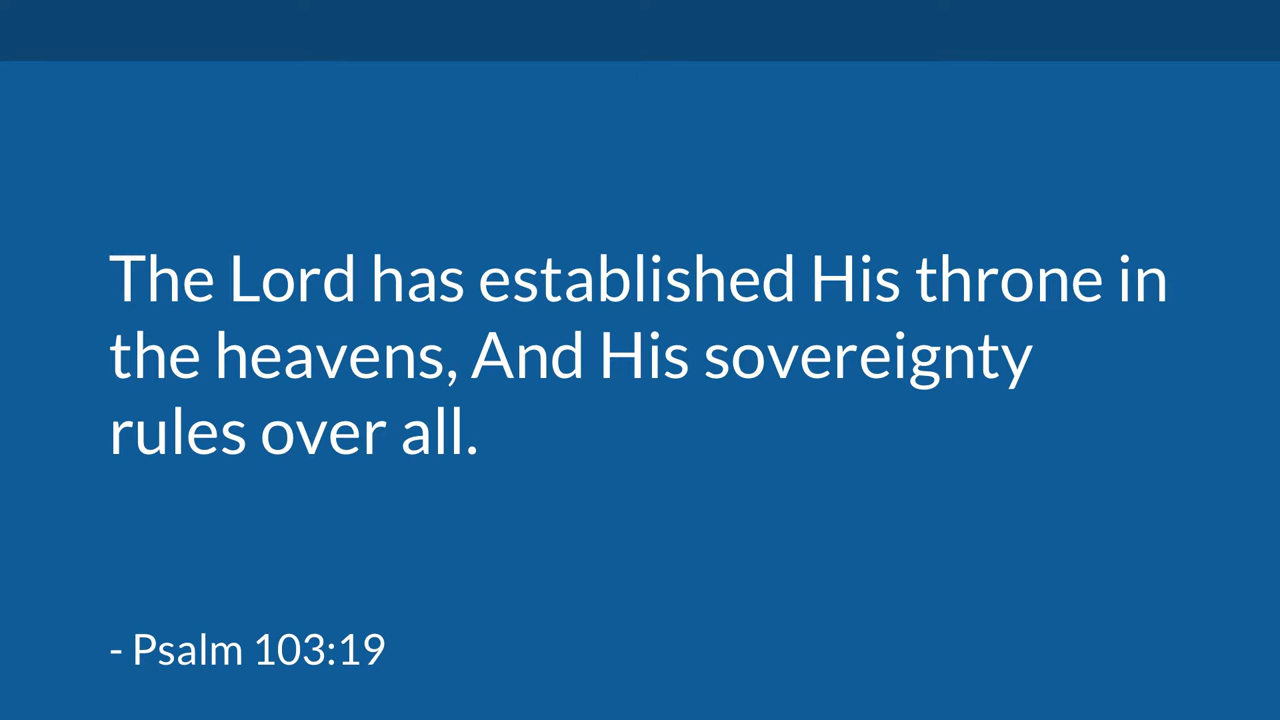 The Lord has established His throne in
the heavens, And His sovereignty
rules over all.
- Psalm 103:19